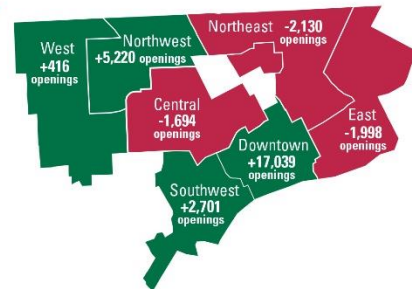 Northeast -2,130
openings
West
+416
openings
Northwest
+5,220 openings
Central
-1,694
openings
East
-1,998
openings
Downtown
+17,039
openings
Southwest
+2,701
openings